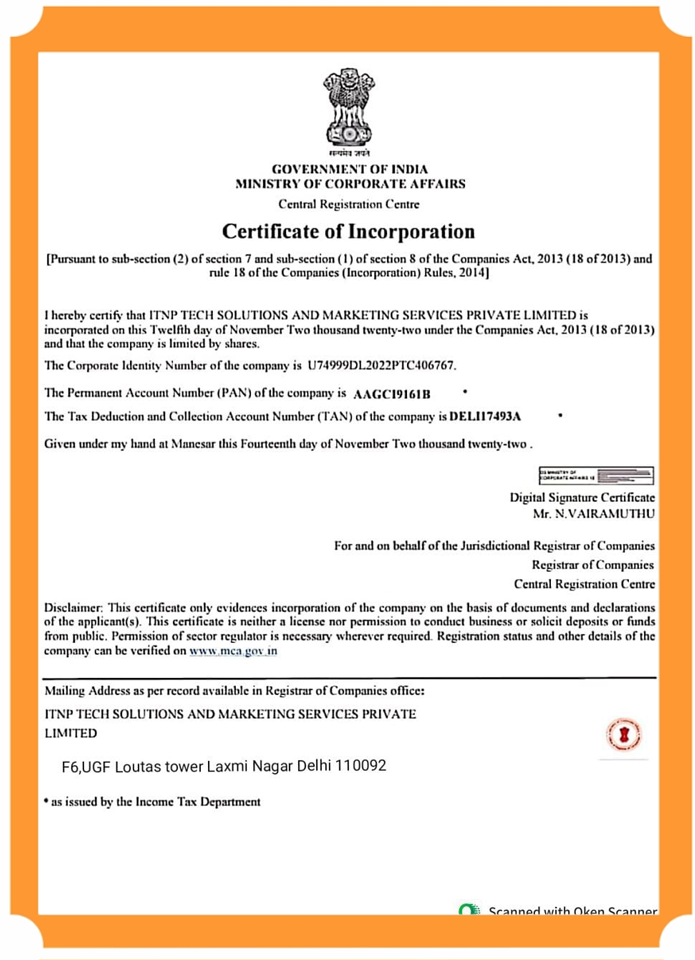 सत्यमेव जयते
GOVERNMENT OF INDIA
MINISTRY OF CORPORATE AFFAIRS
Central Registration Centre
Certificate of Incorporation
[Pursuant to sub-section (2) of section 7 and sub-section (1) of section 8 of the Companies Act, 2013 (18 of 2013) and
rule 18 of the Companies (Incorporation) Rules, 2014]
I hereby certify that ITNP TECH SOLUTIONS AND MARKETING SERVICES PRIVATE LIMITED is
incorporated on this Twelfth day of November Two thousand twenty-two under the Companies Act, 2013 (18 of 2013)
and that the company is limited by shares.
The Corporate Identity Number of the company is U74999DL2022PTC406767.
The Permanent Account Number (PAN) of the company is AAGCI9161B *
The Tax Deduction and Collection Account Number (TAN) of the company is DELI17493A *
Given under my hand at Manesar this Fourteenth day of November Two thousand twenty-two .
DS MINISTRY OF
CORPORATE AFFAIRS
Digital Signature Certificate
Mr. N.VAIRAMUTHU
For and on behalf of the Jurisdictional Registrar of Companies
Registrar of Companies
Central Registration Centre
Disclaimer: This certificate only evidences incorporation of the company on the basis of documents and declarations
of the applicant(s). This certificate is neither a license nor permission to conduct business or solicit deposits or funds
from public. Permission of sector regulator is necessary wherever required. Registration status and other details of the
company can be verified on www.mca.gov.in
Mailing Address as per record available in Registrar of Companies office:
ITNP TECH SOLUTIONS AND MARKETING SERVICES PRIVATE
LIMITED
F6,UGF Loutas tower Laxmi Nagar Delhi 110092
* as issued by the Income Tax Department
Scanned with Oken Scanner